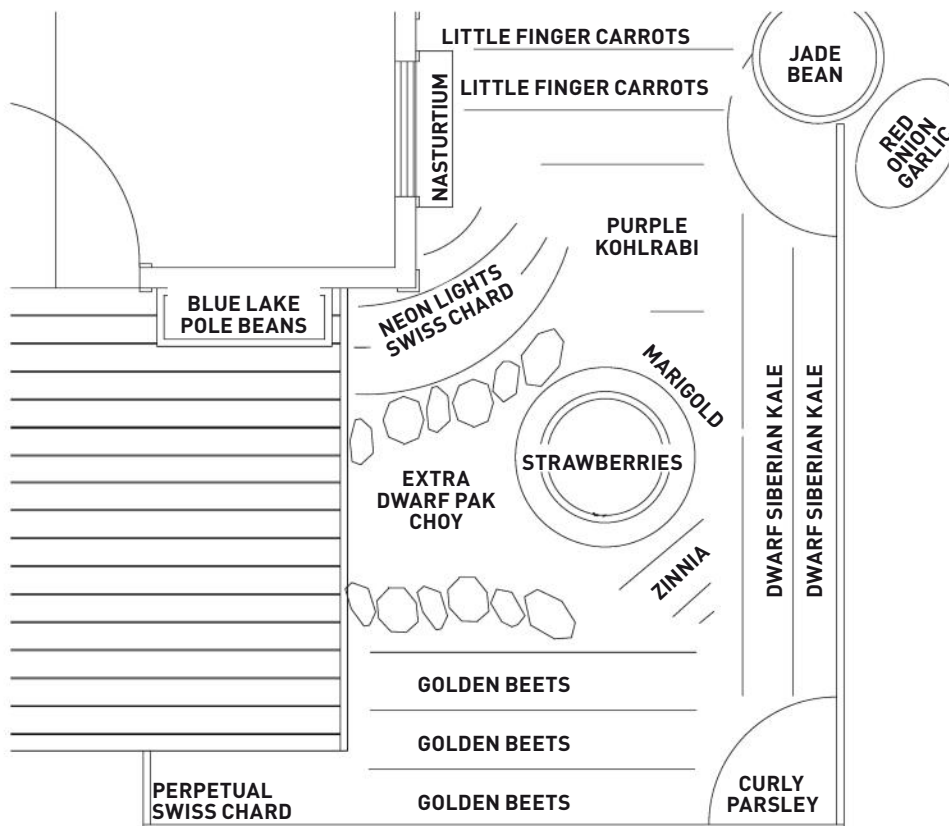 LITTLE FINGER CARROTS
JADE
BEAN
LITTLE FINGER CARROTS
NASTURTIUM
RED
ONION
GARLIC
PURPLE
KOHLRABI
BLUE LAKE
POLE BEANS
NEON LIGHTS
SWISS CHARD
MARIGOLD
STRAWBERRIES
EXTRA
DWARF PAK
CHOY
DWARF SIBERIAN KALE
DWARF SIBERIAN KALE
ZINNIA
GOLDEN BEETS
GOLDEN BEETS
PERPETUAL
SWISS CHARD
GOLDEN BEETS
CURLY
PARSLEY